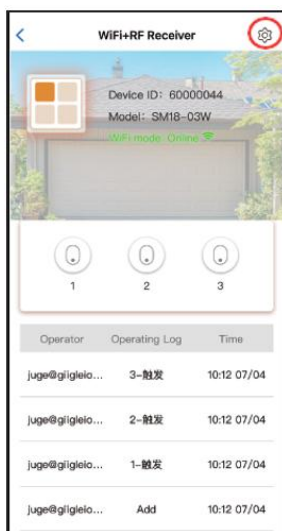 WiFi+RF Receiver
Device ID: 60000044
Model: SM18-03W
WiFi mode: Online
1 2 3
Operator Operating Log Time
juge@giigleio... 3-触发 10:12 07/04
juge@giigleio... 2-触发 10:12 07/04
juge@giigleio... 1-触发 10:12 07/04
juge@giigleio... Add 10:12 07/04